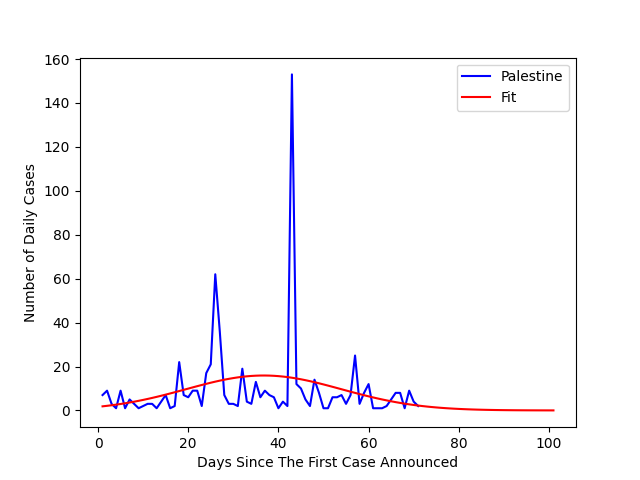 160
140
120
100
80
60
40
20
0
Number of Daily Cases
Palestine
Fit
0 20 40 60 80 100
Days Since The First Case Announced